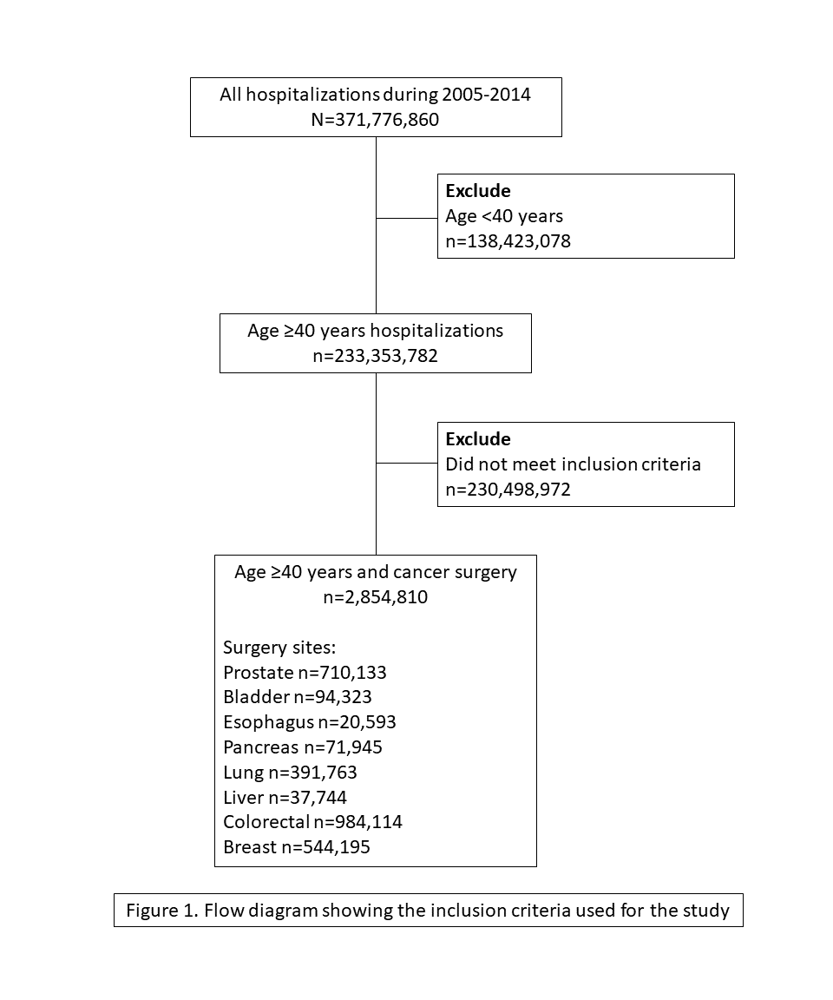 All hospitalizations during 2005-2014
N=371,776,860
Exclude
Age <40 years
n=138,423,078
Age ≥40 years hospitalizations
n=233,353,782
Exclude
Did not meet inclusion criteria
n=230,498,972
Age ≥40 years and cancer surgery
n=2,854,810
Surgery sites:
Prostate n=710,133
Bladder n=94,323
Esophagus n=20,593
Pancreas n=71,945
Lung n=391,763
Liver n=37,744
Colorectal n=984,114
Breast n=544,195
Figure 1. Flow diagram showing the inclusion criteria used for the study